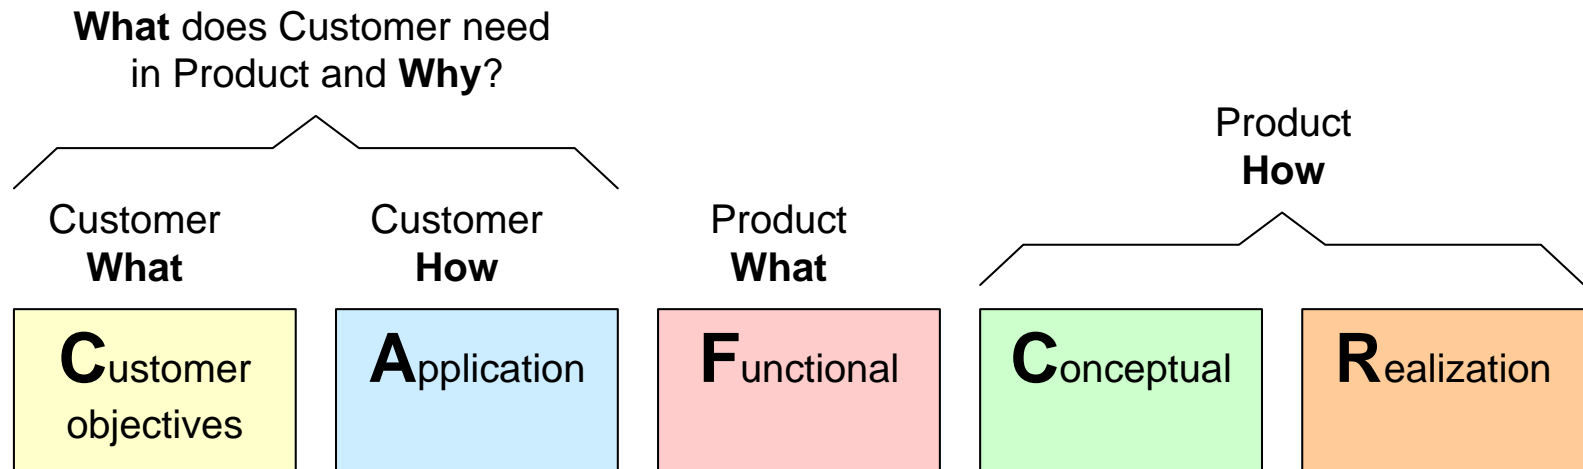 What does Customer need
in Product and Why?
Product
How
Customer
What
Customer
How
Product
What
Customer
objectives
Application
Functional
Conceptual
Realization